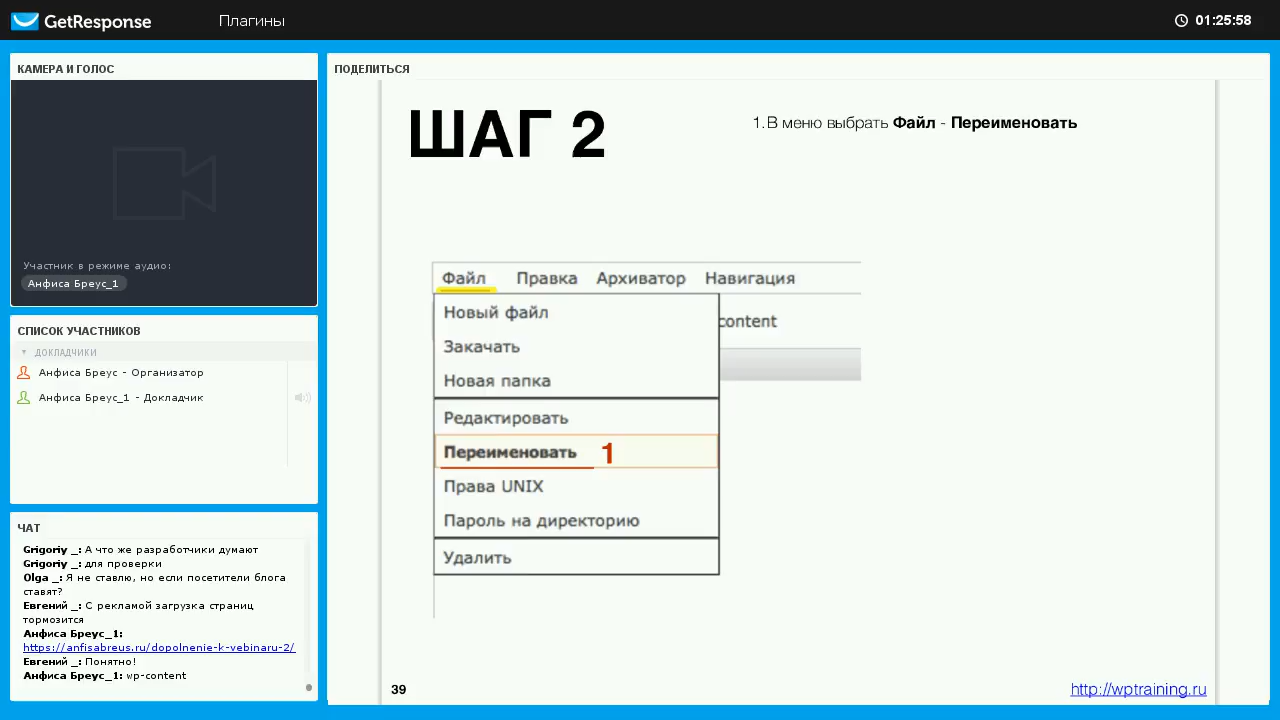 GetResponse
Плагины
01:25:58
КАМЕРА И ГОЛОС
Участник в режиме аудио:
Анфиса Бреус_1
СПИСОК УЧАСТНИКОВ
ДОКЛАДЧИКИ
Анфиса Бреус - Организатор
Анфиса Бреус_1 - Докладчик
ЧАТ
Grigoriy _: А что же разработчики думают
Grigoriy _: для проверки
Olga _: Я не ставлю, но если посетители блога
ставят?
Евгений _: С рекламой загрузка страниц
тормозится
Анфиса Бреус_1:
https://anfisabreus.ru/dopolnenie-k-vebinaru-2/
Евгений _: Понятно!
Анфиса Бреус_1: wp-content
ПОДЕЛИТЬСЯ
ШАГ 2
1. В меню выбрать Файл - Переименовать
Файл Правка Архиватор Навигация
Новый файл
content
Закачать
Новая папка
Редактировать
Переименовать 1
Права UNIX
Пароль на директорию
Удалить
39
http://wptraining.ru